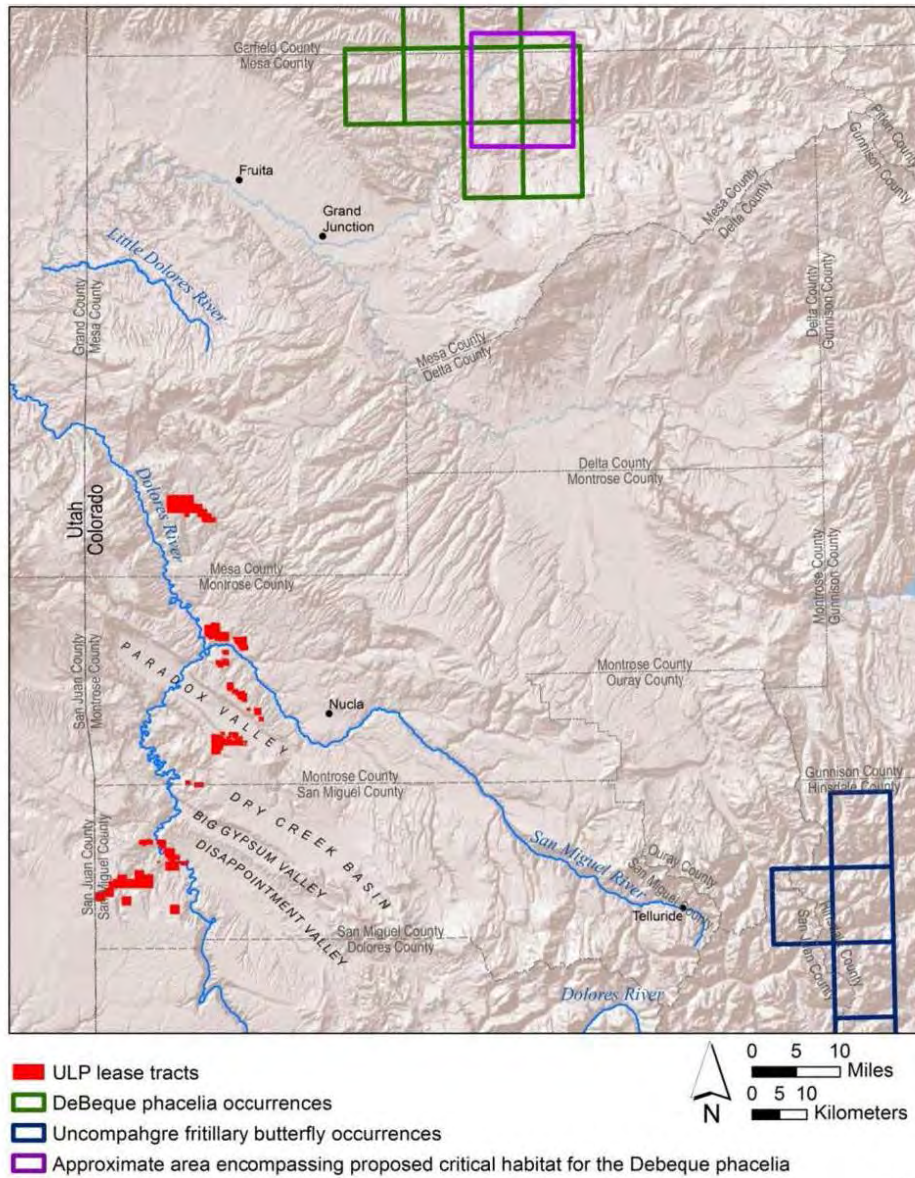 Garfield County
Mesa County
Pitkin County
Gunnison County
Fruita
Grand
Junction
Mesa County
Delta County
Little Dolores River
Grand County
Mesa County
Delta County
Gunnison County
Mesa County
Delta County
Delta County
Montrose County
Dolores River
Utah
Colorado
Mesa County
Montrose County
Montrose County
Gunnison County
San Juan County
Montrose County
PARADOX VALLEY
Montrose County
Ouray County
Nucla
Montrose County
San Miguel County
Gunnison County
Hinsdale County
DRY CREEK BASIN
BIG GYPSUM VALLEY
DISAPPOINTMENT VALLEY
San Miguel River
San Juan County
San Miguel County
Ouray County
San Miguel County
Telluride
Hinsdale County
San Juan County
San Miguel County
Dolores County
Dolores River
ULP lease tracts
DeBeque phacelia occurrences
Uncompahgre fritillary butterfly occurrences
Approximate area encompassing proposed critical habitat for the Debeque phacelia
N
0 5 10
Miles
0 5 10
Kilometers